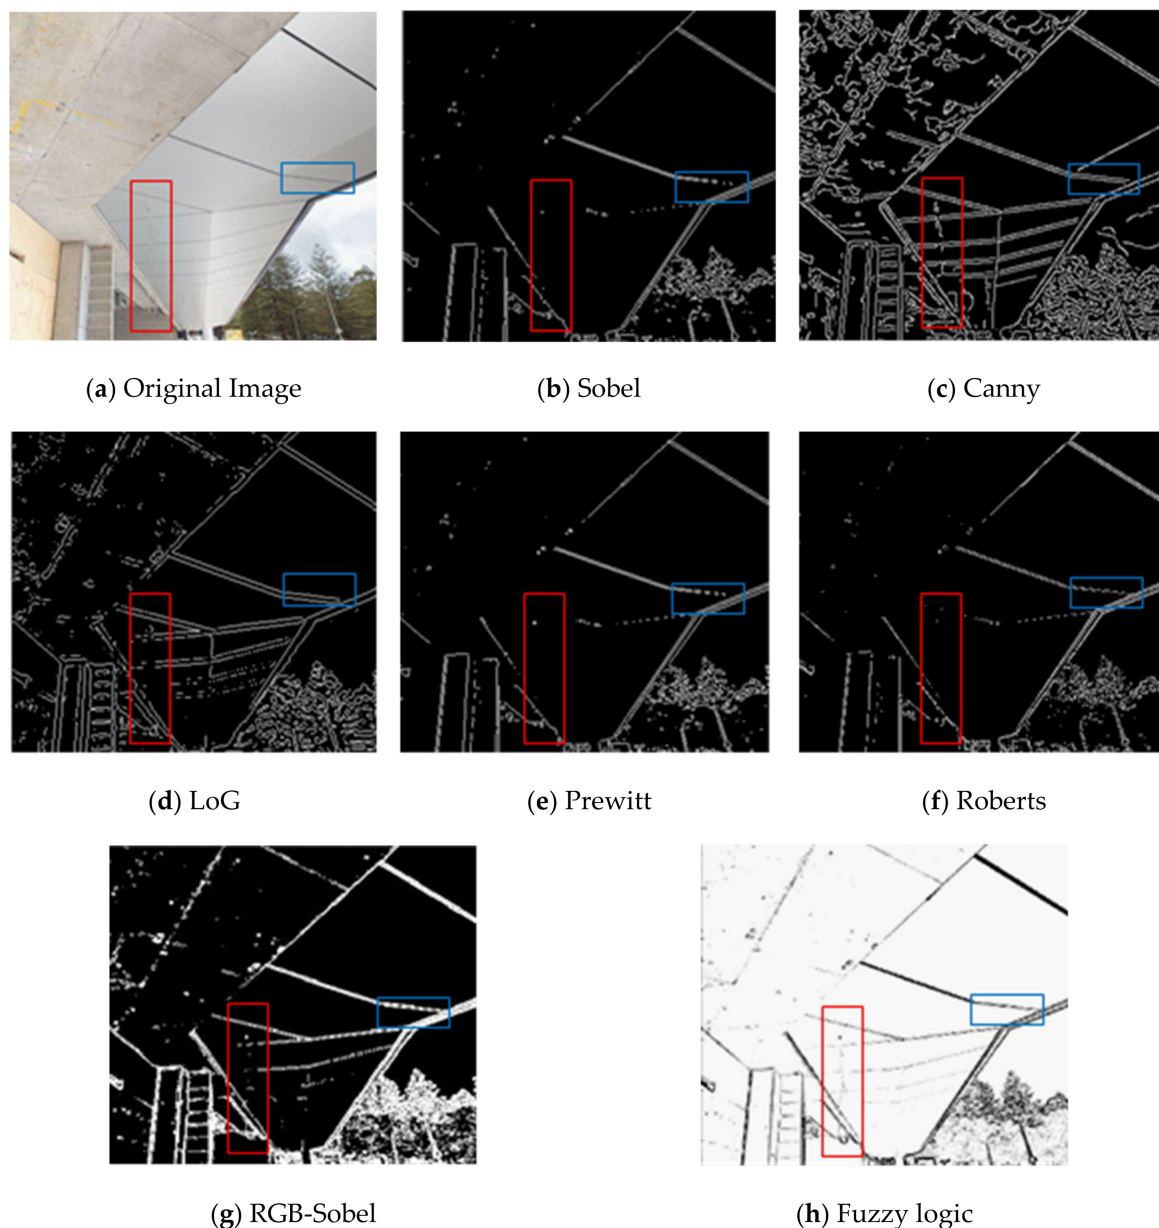 (a) Original Image
(b) Sobel
(c) Canny
(d) LoG
(e) Prewitt
(f) Roberts
(g) RGB-Sobel
(h) Fuzzy logic